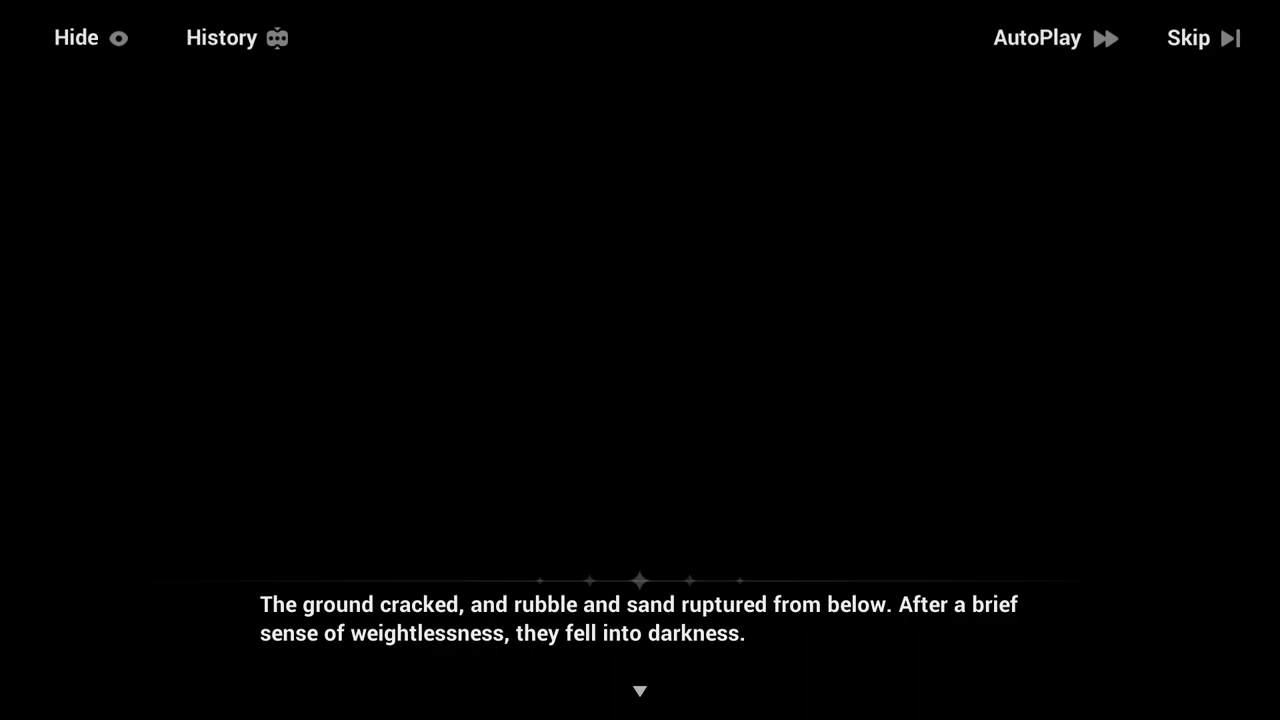 Hide History AutoPlay Skip
The ground cracked, and rubble and sand ruptured from below. After a brief
sense of weightlessness, they fell into darkness.